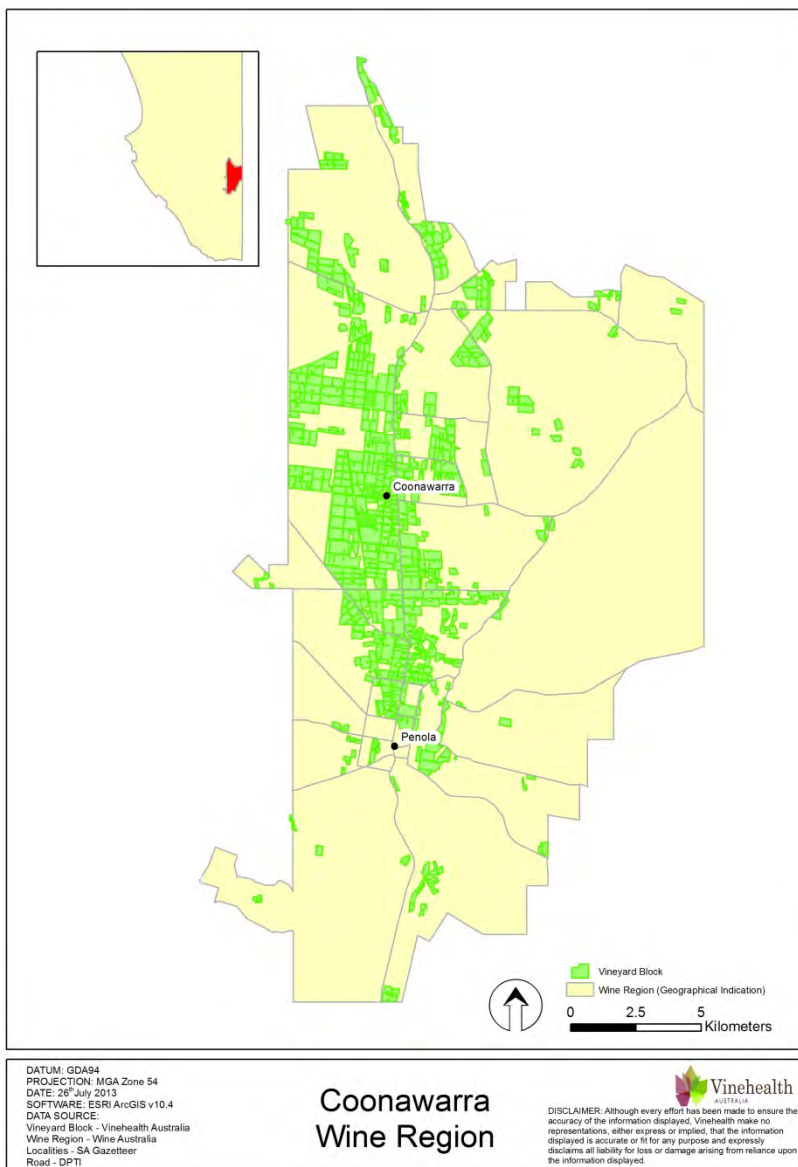 Coonawarra
Penola
Vineyard Block
Wine Region (Geographical Indication)
0 2.5 5
Kilometers
DATUM: GDA94
PROJECTION: MGA Zone 54
DATE: 26th July 2013
SOFTWARE: ESRI ArcGIS v10.4
DATA SOURCE:
Vineyard Block - Vinehealth Australia
Wine Region - Wine Australia
Localities - SA Gazetteer
Road - DPTI
Coonawarra
Wine Region
Vinehealth
AUSTRALIA
DISCLAIMER: Although every effort has been made to ensure the
accuracy of the information displayed, Vinehealth make no
representations, either express or implied, that the information
displayed is accurate or fit for any purpose and expressly
disclaims all liability for loss or damage arising from reliance upon
the information displayed.